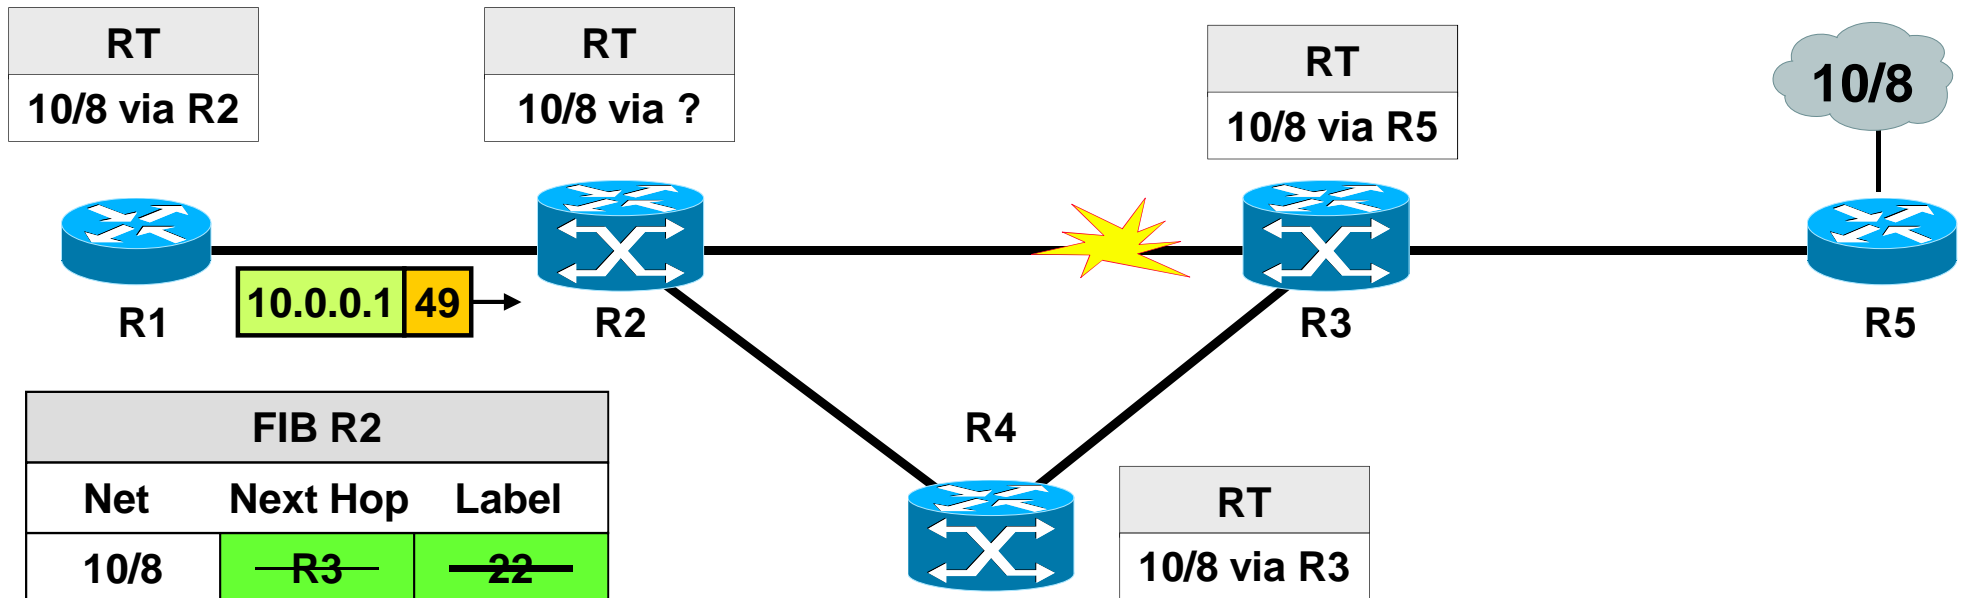 RT
10/8 via R2
RT
10/8 via ?
RT
10/8 via R5
10/8
R1
10.0.0.1 49
R2
R3
R5
FIB R2
Net Next Hop Label
10/8 R3 22
R4
RT
10/8 via R3